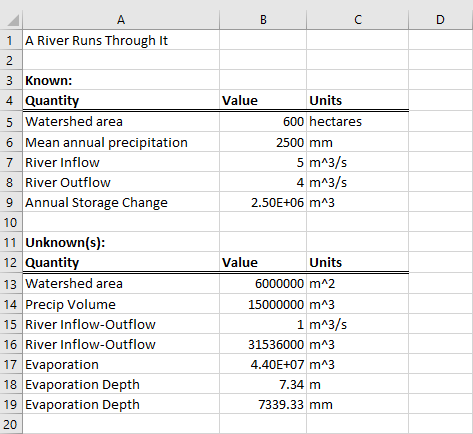 A B C D
1 A River Runs Through It
2
3 Known:
4 Quantity Value Units
5 Watershed area 600 hectares
6 Mean annual precipitation 2500 mm
7 River Inflow 5 m^3/s
8 River Outflow 4 m^3/s
9 Annual Storage Change 2.50E+06 m^3
10
11 Unknown(s):
12 Quantity Value Units
13 Watershed area 6000000 m^2
14 Precip Volume 15000000 m^3
15 River Inflow-Outflow 1 m^3/s
16 River Inflow-Outflow 31536000 m^3
17 Evaporation 4.40E+07 m^3
18 Evaporation Depth 7.34 m
19 Evaporation Depth 7339.33 mm
20